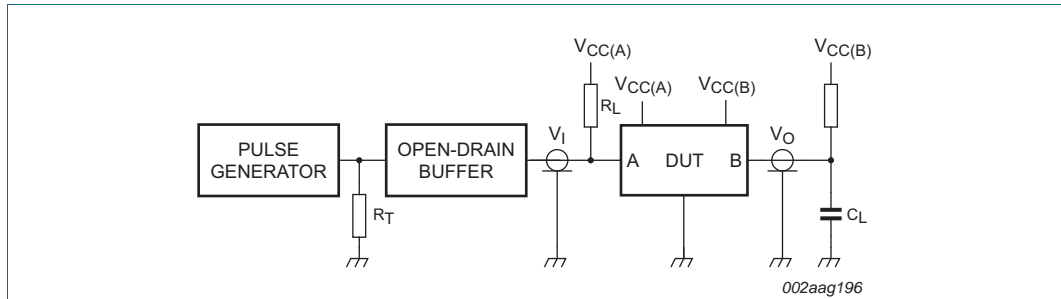 VCC(A)
VCC(B)
VCC(A)
VCC(B)
RL
VI
VO
PULSE
GENERATOR
OPEN-DRAIN
BUFFER
A
DUT
B
RT
CL
002aag196